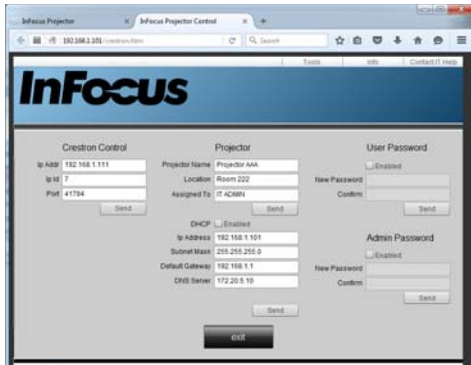 InFocus Projector
InFocus Projector Control
192.168.1.101/crestron.htm
Search
Tools
Info
Contact IT Help
InFocus
Crestron Control
Ip Addr 192.168.1.111
Ip Id 7
Port 41794
Send
Projector
Projector Name Projector AAA
Location Room 222
Assigned To IT ADMIN
Send
DHCP Enabled
Ip Address 192.168.1.101
Subnet Mask 255.255.255.0
Default Gateway 192.168.1.1
DNS Server 172.20.5.10
Send
User Password
Enabled
New Password
Confirm
Send
Admin Password
Enabled
New Password
Confirm
Send
exit